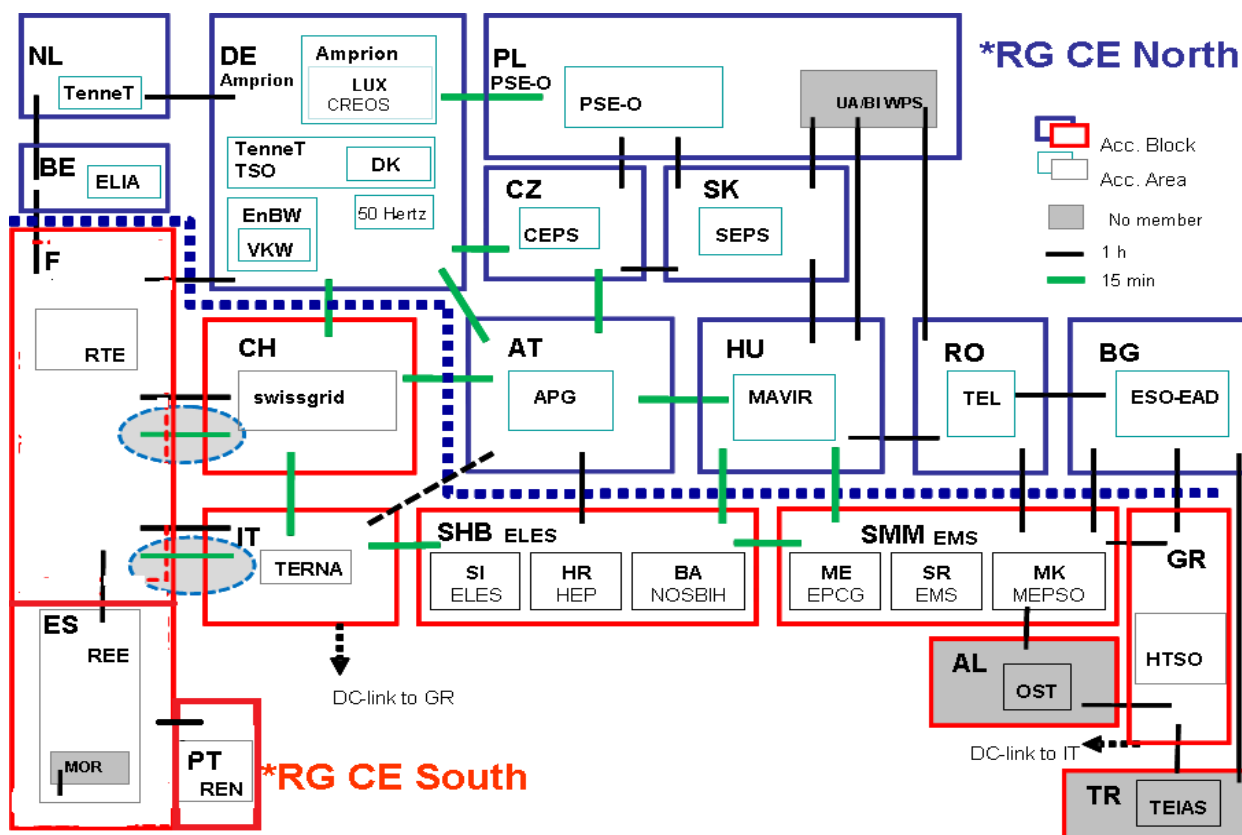 NL
TenneT
BE
ELIA
DE
Amprion
Amprion
LUX
CREOS
TenneT
TSO
DK
EnBW
VKW
50 Hertz
PL
PSE-O
PSE-O
UA/BI WPS
*RG CE North
Acc. Block
Acc. Area
No member
1 h
15 min
CZ
CEPS
SK
SEPS
F
RTE
CH
swissgrid
AT
APG
HU
MAVIR
RO
TEL
BG
ESO-EAD
IT
TERNA
SHB ELES
SI
ELES
HR
HEP
BA
NOSBIH
SMM EMS
ME
EPCG
SR
EMS
MK
MEPSO
GR
HTSO
ES
REE
MOR
PT
REN
DC-link to GR
*RG CE South
AL
OST
DC-link to IT
TR
TEIAS